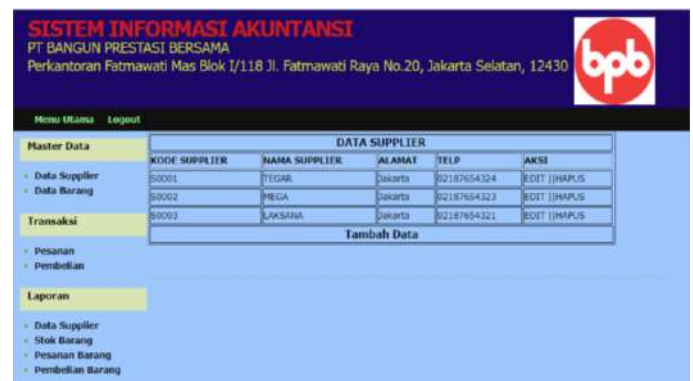 SISTEM INFORMASI AKUNTANSI
PT BANGUN PRESTASI BERSAMA
Perkantoran Fatmawati Mas Blok I/118 Jl. Fatmawati Raya No.20, Jakarta Selatan, 12430
bpb
Menu Utama Logout
Master Data
Data Supplier
Data Barang
Transaksi
Pesanan
Pembelian
Laporan
Data Supplier
Stok Barang
Pesanan Barang
Pembelian Barang
DATA SUPPLIER
KODE SUPPLIER NAMA SUPPLIER ALAMAT TELP AKSI
S0001 TEGAR Jakarta 02187654324 EDIT ||HAPUS
S0002 MEGA Jakarta 02187654323 EDIT ||HAPUS
S0003 LAKSANA Jakarta 02187654321 EDIT ||HAPUS
Tambah Data